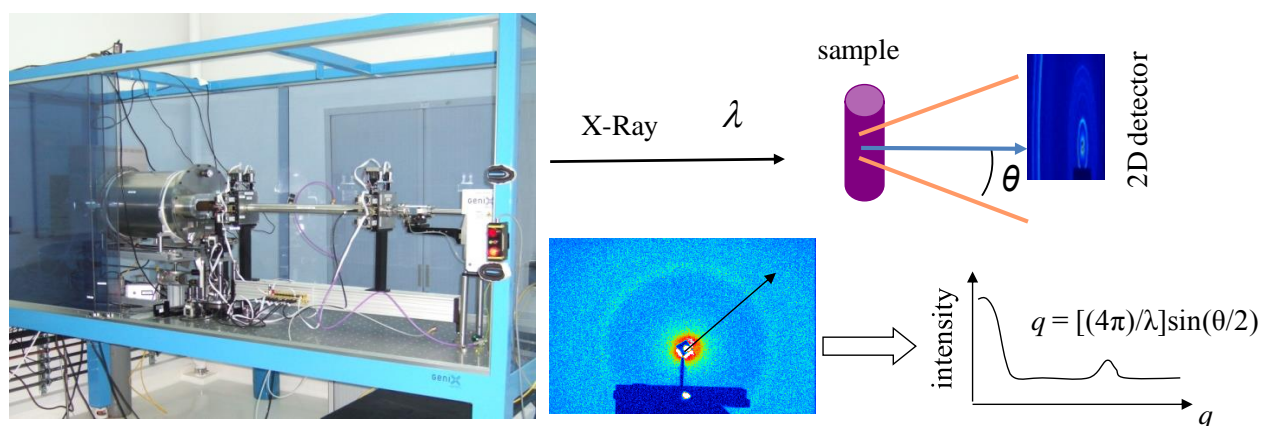 sample
X-Ray
λ
θ
2D detector
geniX
geniX
intensity
q = [(4π)/λ]sin(θ/2)
q